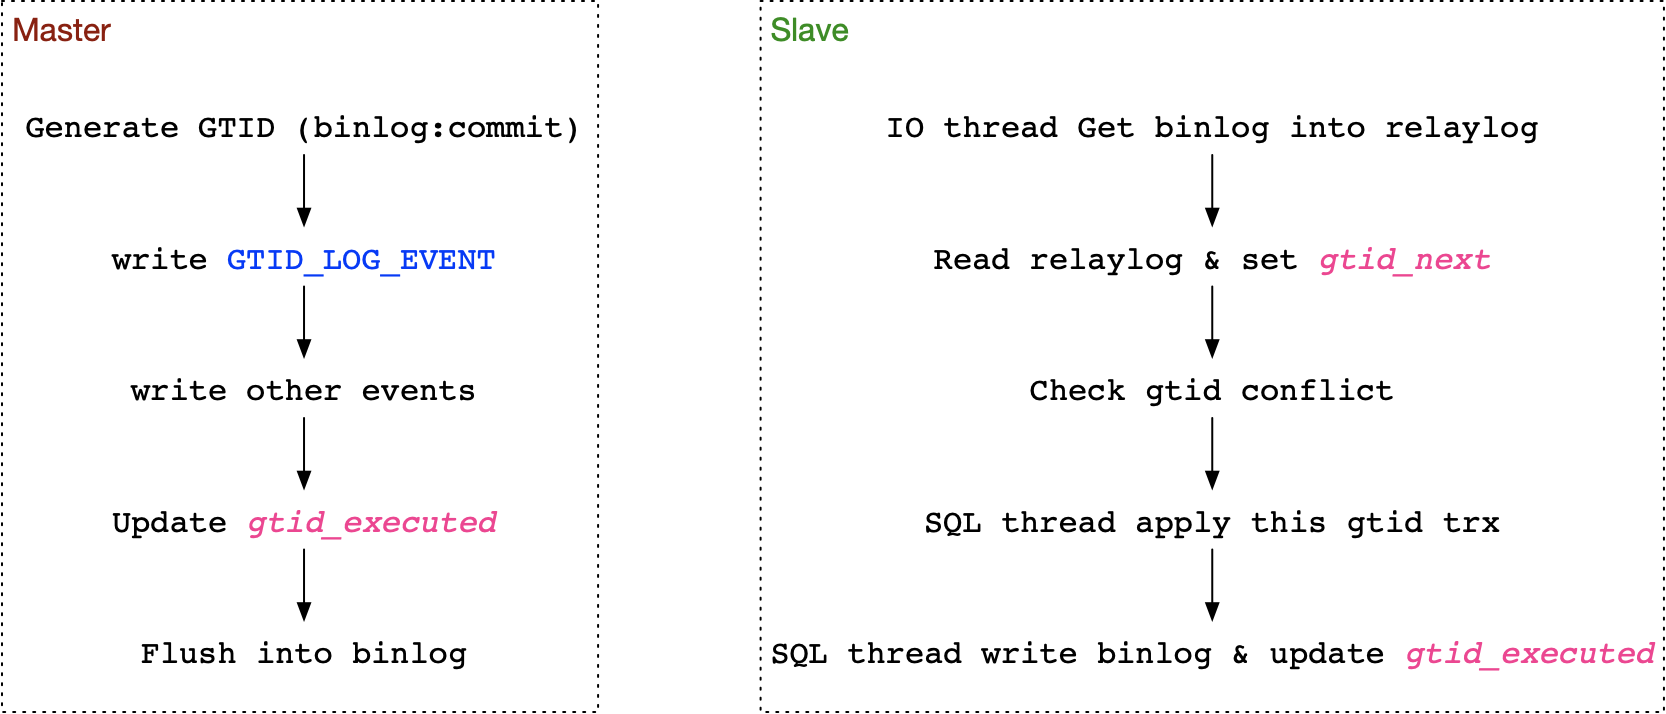 Master
Generate GTID (binlog:commit)
write GTID_LOG_EVENT
write other events
Update gtid_executed
Flush into binlog
Slave
IO thread Get binlog into relaylog
Read relaylog & set gtid_next
Check gtid conflict
SQL thread apply this gtid trx
SQL thread write binlog & update gtid_executed